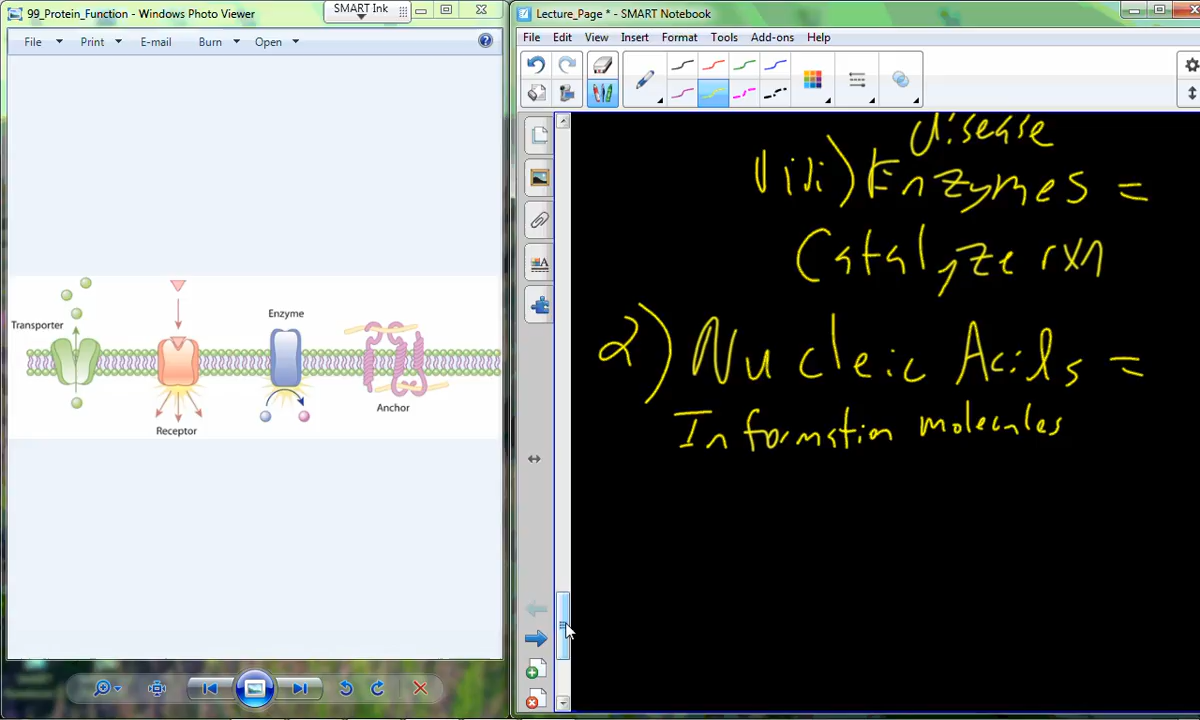 99_Protein_Function - Windows Photo Viewer
SMART Ink
File Print E-mail Burn Open
Transporter
Receptor
Enzyme
Anchor
Lecture_Page * - SMART Notebook
File Edit View Insert Format Tools Add-ons Help
disease
Viii) Enzymes =
Catalyze rxn
2) Nucleic Acids =
Information molecules